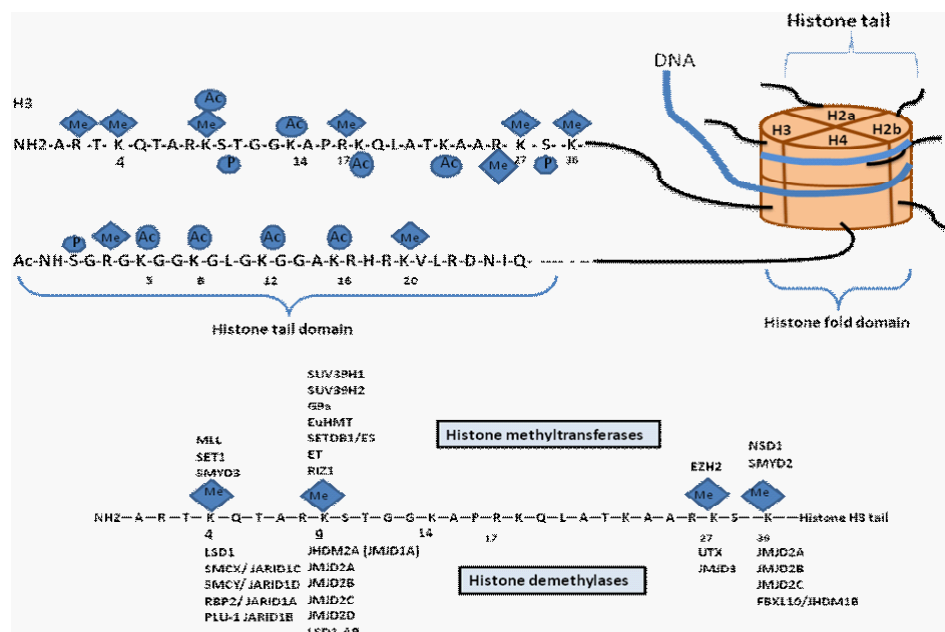 Histone tail
DNA
H3
Ac
Me Me Me Ac Me Me Me
NH2-A-R-T-K-Q-T-A-R-K-S-T-G-G-K-A-P-R-K-Q-L-A-T-K-A-A-R-K-S-K-
4 14 17 27 36
P Ac Ac Me P
H2a
H3 H2b
H4
P Me Ac Ac Ac Ac Me
Ac-NH-S-G-R-G-K-G-G-K-G-L-G-K-G-G-A-K-R-H-R-K-V-L-R-D-N-I-Q-
5 8 12 16 20
Histone tail domain
Histone fold domain
SUV39H1
SUV39H2
G9a
EuHMT
SETDB1/ES
ET
RIZ1
MLL
SET1
SMYD3
Histone methyltransferases
EZH2
NSD1
SMYD2
Me Me Me Me
NH2-A-R-T-K-Q-T-A-R-K-S-T-G-G-K-A-P-R-K-Q-L-A-T-K-A-A-R-K-S-K-Histone H3 tail
4 9 14 17 27 36
LSD1
SMCX/ JARID1C
SMCY/ JARID1D
RBP2/ JARID1A
PLU-1 JARID1B
JHDM2A (JMJD1A)
JMJD2A
JMJD2B
JMJD2C
JMJD2D
LSD1-AR
Histone demethylases
UTX
JMJD3
JMJD2A
JMJD2B
JMJD2C
FBXL10/JHDM1B